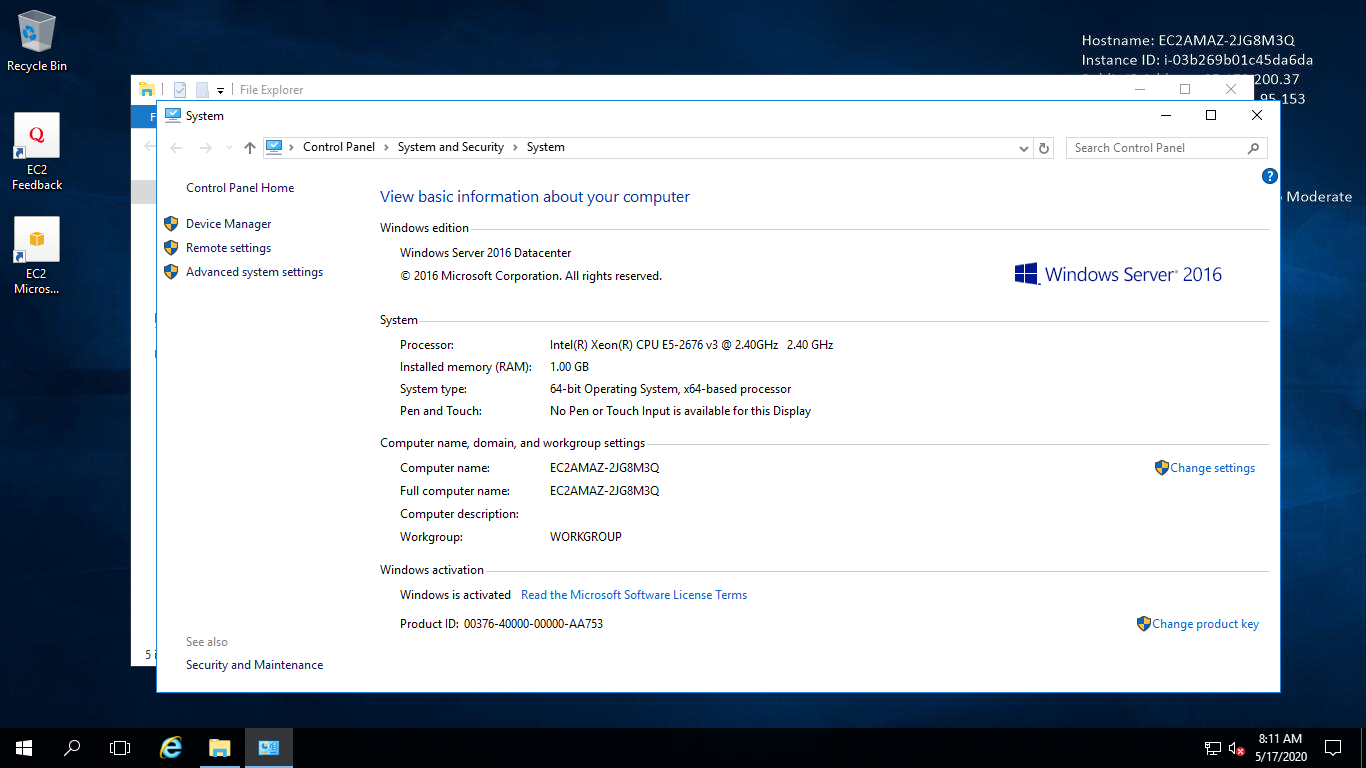 Recycle Bin
EC2
Feedback
EC2
Micros...
Hostname: EC2AMAZ-2JG8M3Q
Instance ID: i-03b269b01c45da6da
200.37
95 153
Moderate
File Explorer
F
System
Control Panel > System and Security > System
Search Control Panel
Control Panel Home
Device Manager
Remote settings
Advanced system settings
View basic information about your computer
Windows edition
Windows Server 2016 Datacenter
© 2016 Microsoft Corporation. All rights reserved.
Windows Server® 2016
System
Processor: Intel(R) Xeon(R) CPU E5-2676 v3 @ 2.40GHz 2.40 GHz
Installed memory (RAM): 1.00 GB
System type: 64-bit Operating System, x64-based processor
Pen and Touch: No Pen or Touch Input is available for this Display
Computer name, domain, and workgroup settings
Computer name: EC2AMAZ-2JG8M3Q
Change settings
Full computer name: EC2AMAZ-2JG8M3Q
Computer description:
Workgroup: WORKGROUP
Windows activation
Windows is activated Read the Microsoft Software License Terms
Product ID: 00376-40000-00000-AA753
Change product key
See also
Security and Maintenance
5 i
8:11 AM
5/17/2020